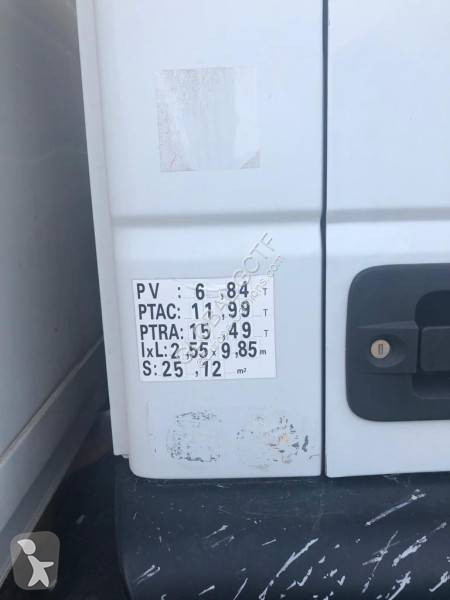 PV : 6,84 T
PTAC: 11,99 T
PTRA: 15,49 T
IxL: 2,55 x 9,85 m
S: 25,12 m²